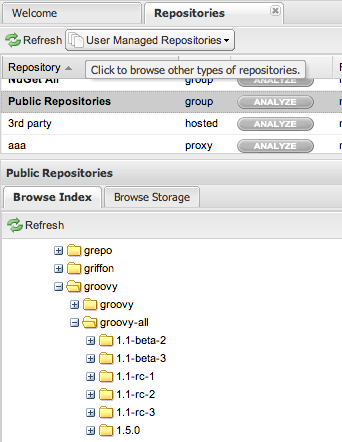 Welcome Repositories
Refresh User Managed Repositories
Repository
Click to browse other types of repositories.
NuGet All group ANALYZE
Public Repositories group ANALYZE
3rd party hosted ANALYZE
aaa proxy ANALYZE
Public Repositories
Browse Index Browse Storage
Refresh
grepo
griffon
groovy
groovy
groovy-all
1.1-beta-2
1.1-beta-3
1.1-rc-1
1.1-rc-2
1.1-rc-3
1.5.0